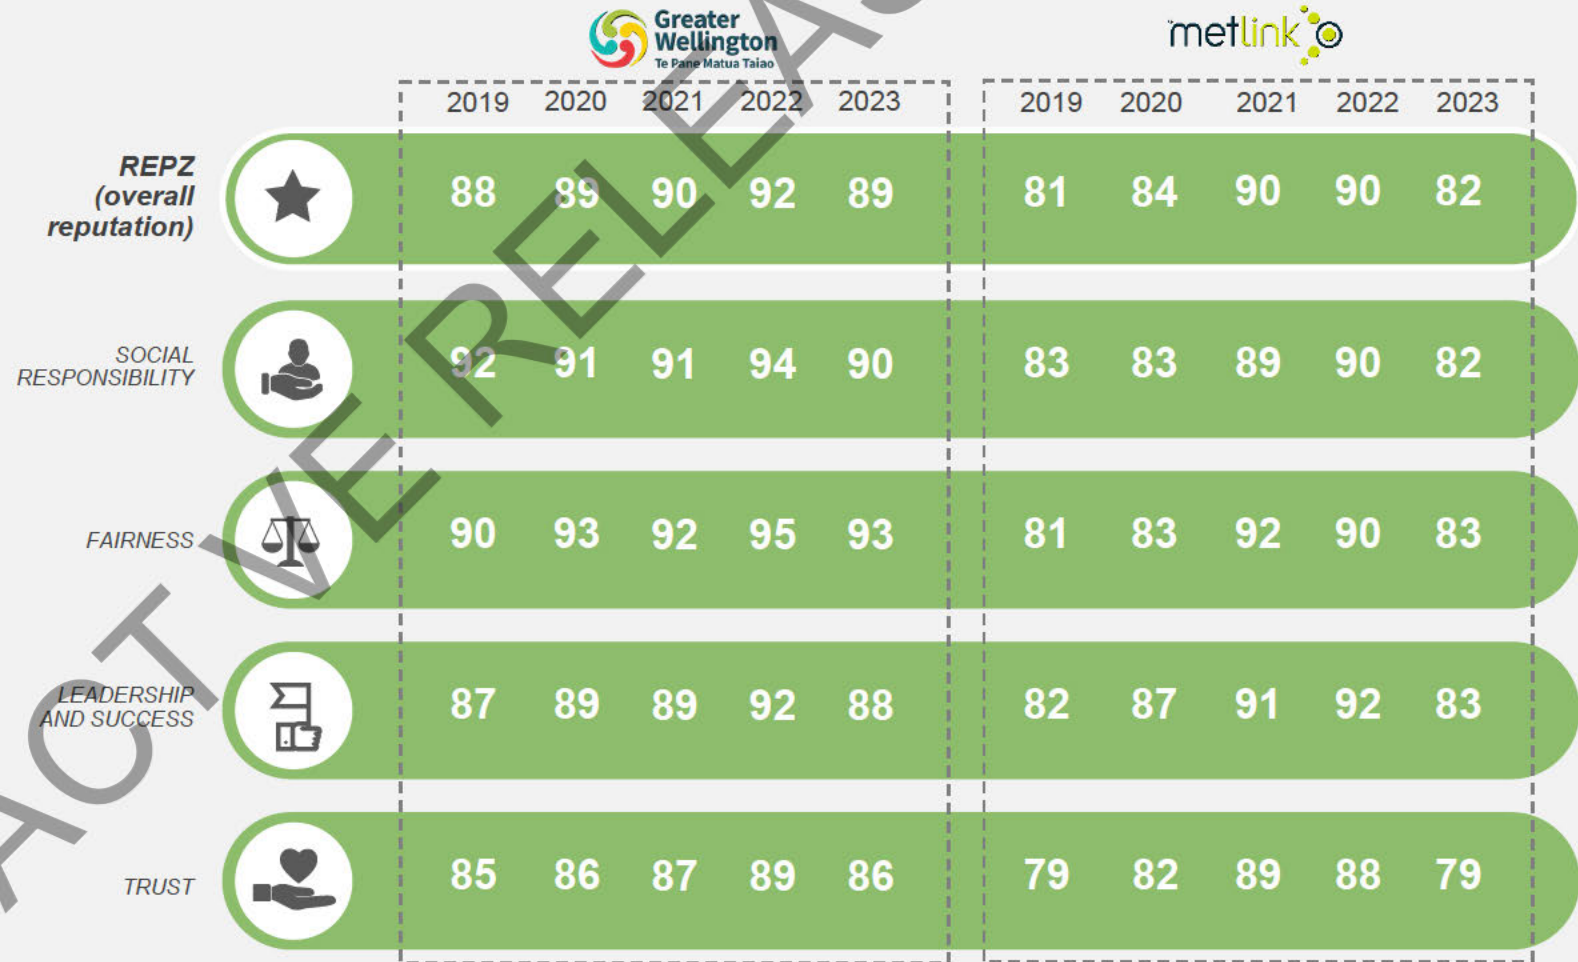 Greater
Wellington
Te Pane Matua Taiao
metlink
2019 2020 2021 2022 2023 2019 2020 2021 2022 2023
REPZ
(overall
reputation)
88 89 90 92 89 81 84 90 90 82
SOCIAL
RESPONSIBILITY
92 91 91 94 90 83 83 89 90 82
FAIRNESS
90 93 92 95 93 81 83 92 90 83
LEADERSHIP
AND SUCCESS
87 89 89 92 88 82 87 91 92 83
TRUST
85 86 87 89 86 79 82 89 88 79
ACT VE RELEAS